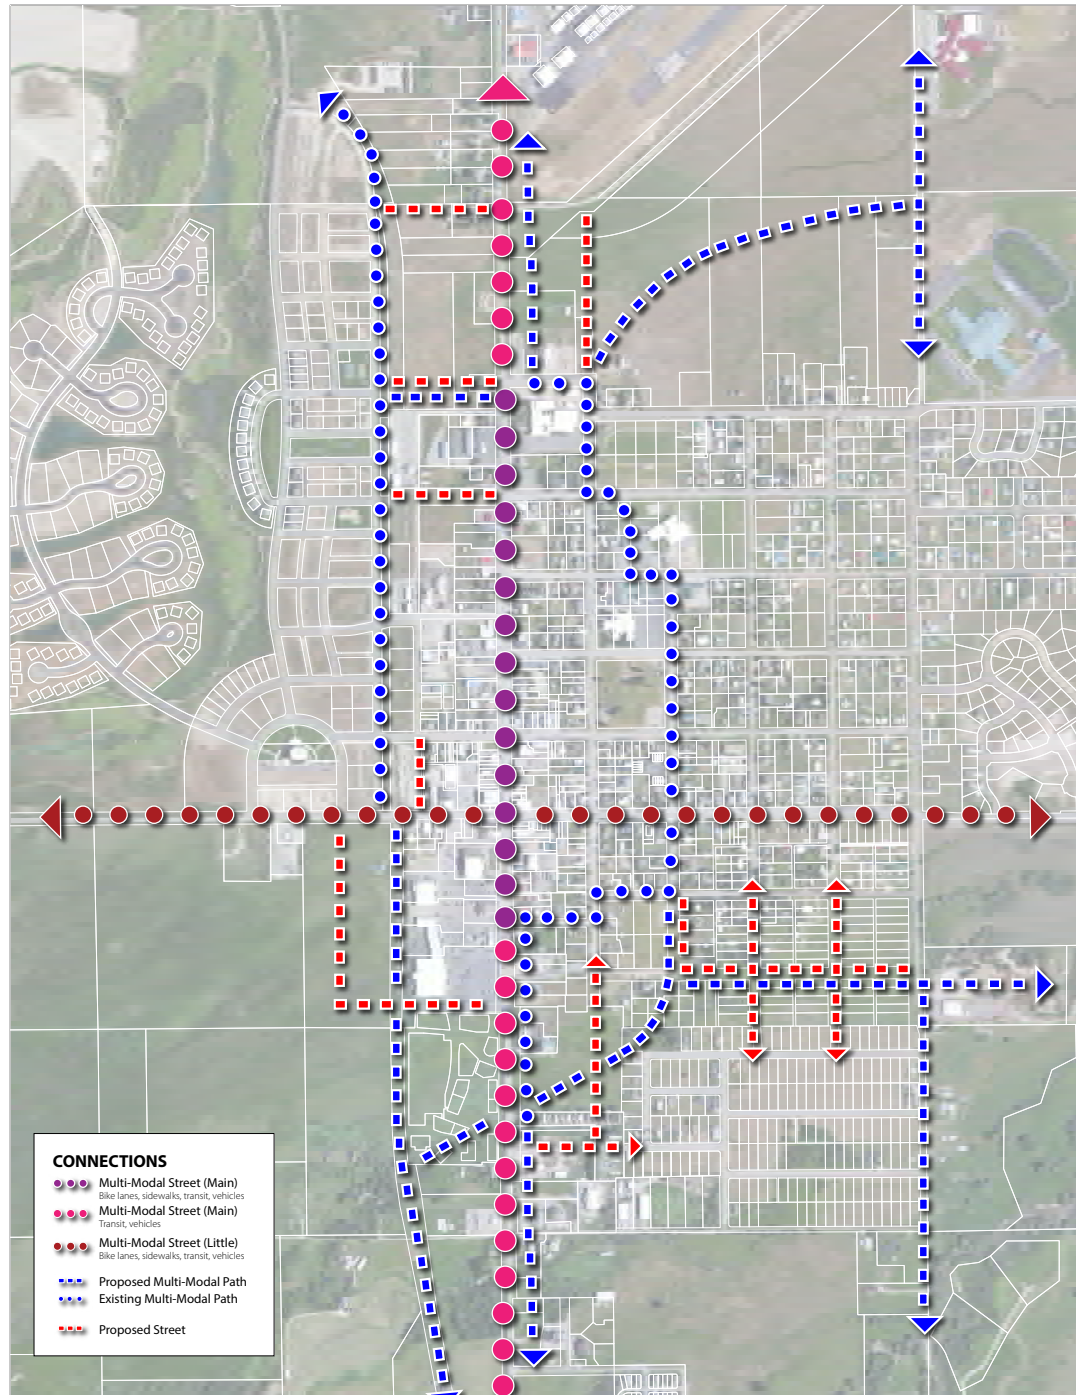 CONNECTIONS
Multi-Modal Street (Main)
Bike lanes, sidewalks, transit, vehicles
Multi-Modal Street (Main)
Transit, vehicles
Multi-Modal Street (Little)
Bike lanes, sidewalks, transit, vehicles
Proposed Multi-Modal Path
Existing Multi-Modal Path
Proposed Street